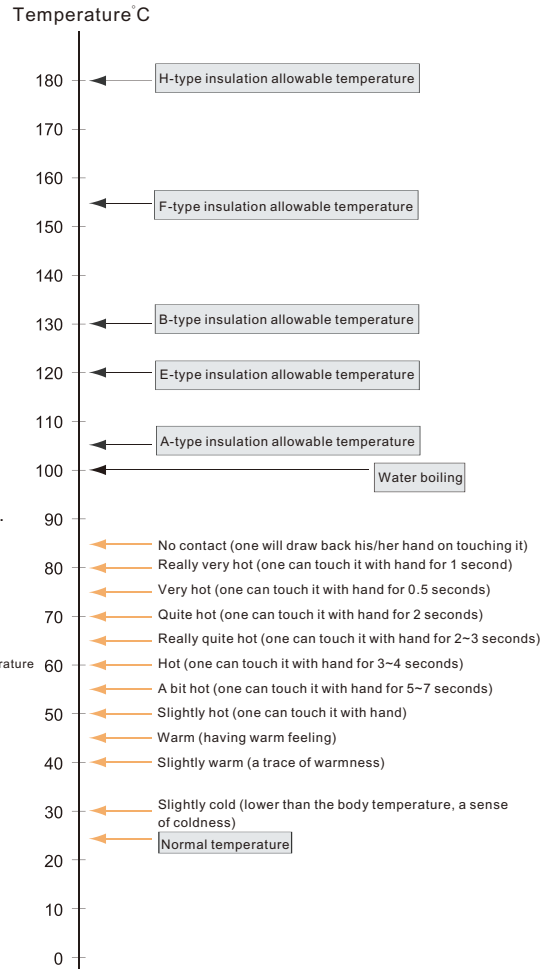 Temperature°C
180
H-type insulation allowable temperature
170
160
F-type insulation allowable temperature
150
140
130
B-type insulation allowable temperature
120
E-type insulation allowable temperature
110
A-type insulation allowable temperature
100
Water boiling
.
90
No contact (one will draw back his/her hand on touching it)
80
Really very hot (one can touch it with hand for 1 second)
Very hot (one can touch it with hand for 0.5 seconds)
70
Quite hot (one can touch it with hand for 2 seconds)
Really quite hot (one can touch it with hand for 2~3 seconds)
rature
60
Hot (one can touch it with hand for 3~4 seconds)
A bit hot (one can touch it with hand for 5~7 seconds)
50
Slightly hot (one can touch it with hand)
Warm (having warm feeling)
40
Slightly warm (a trace of warmness)
30
Slightly cold (lower than the body temperature, a sense
of coldness)
Normal temperature
20
10
0